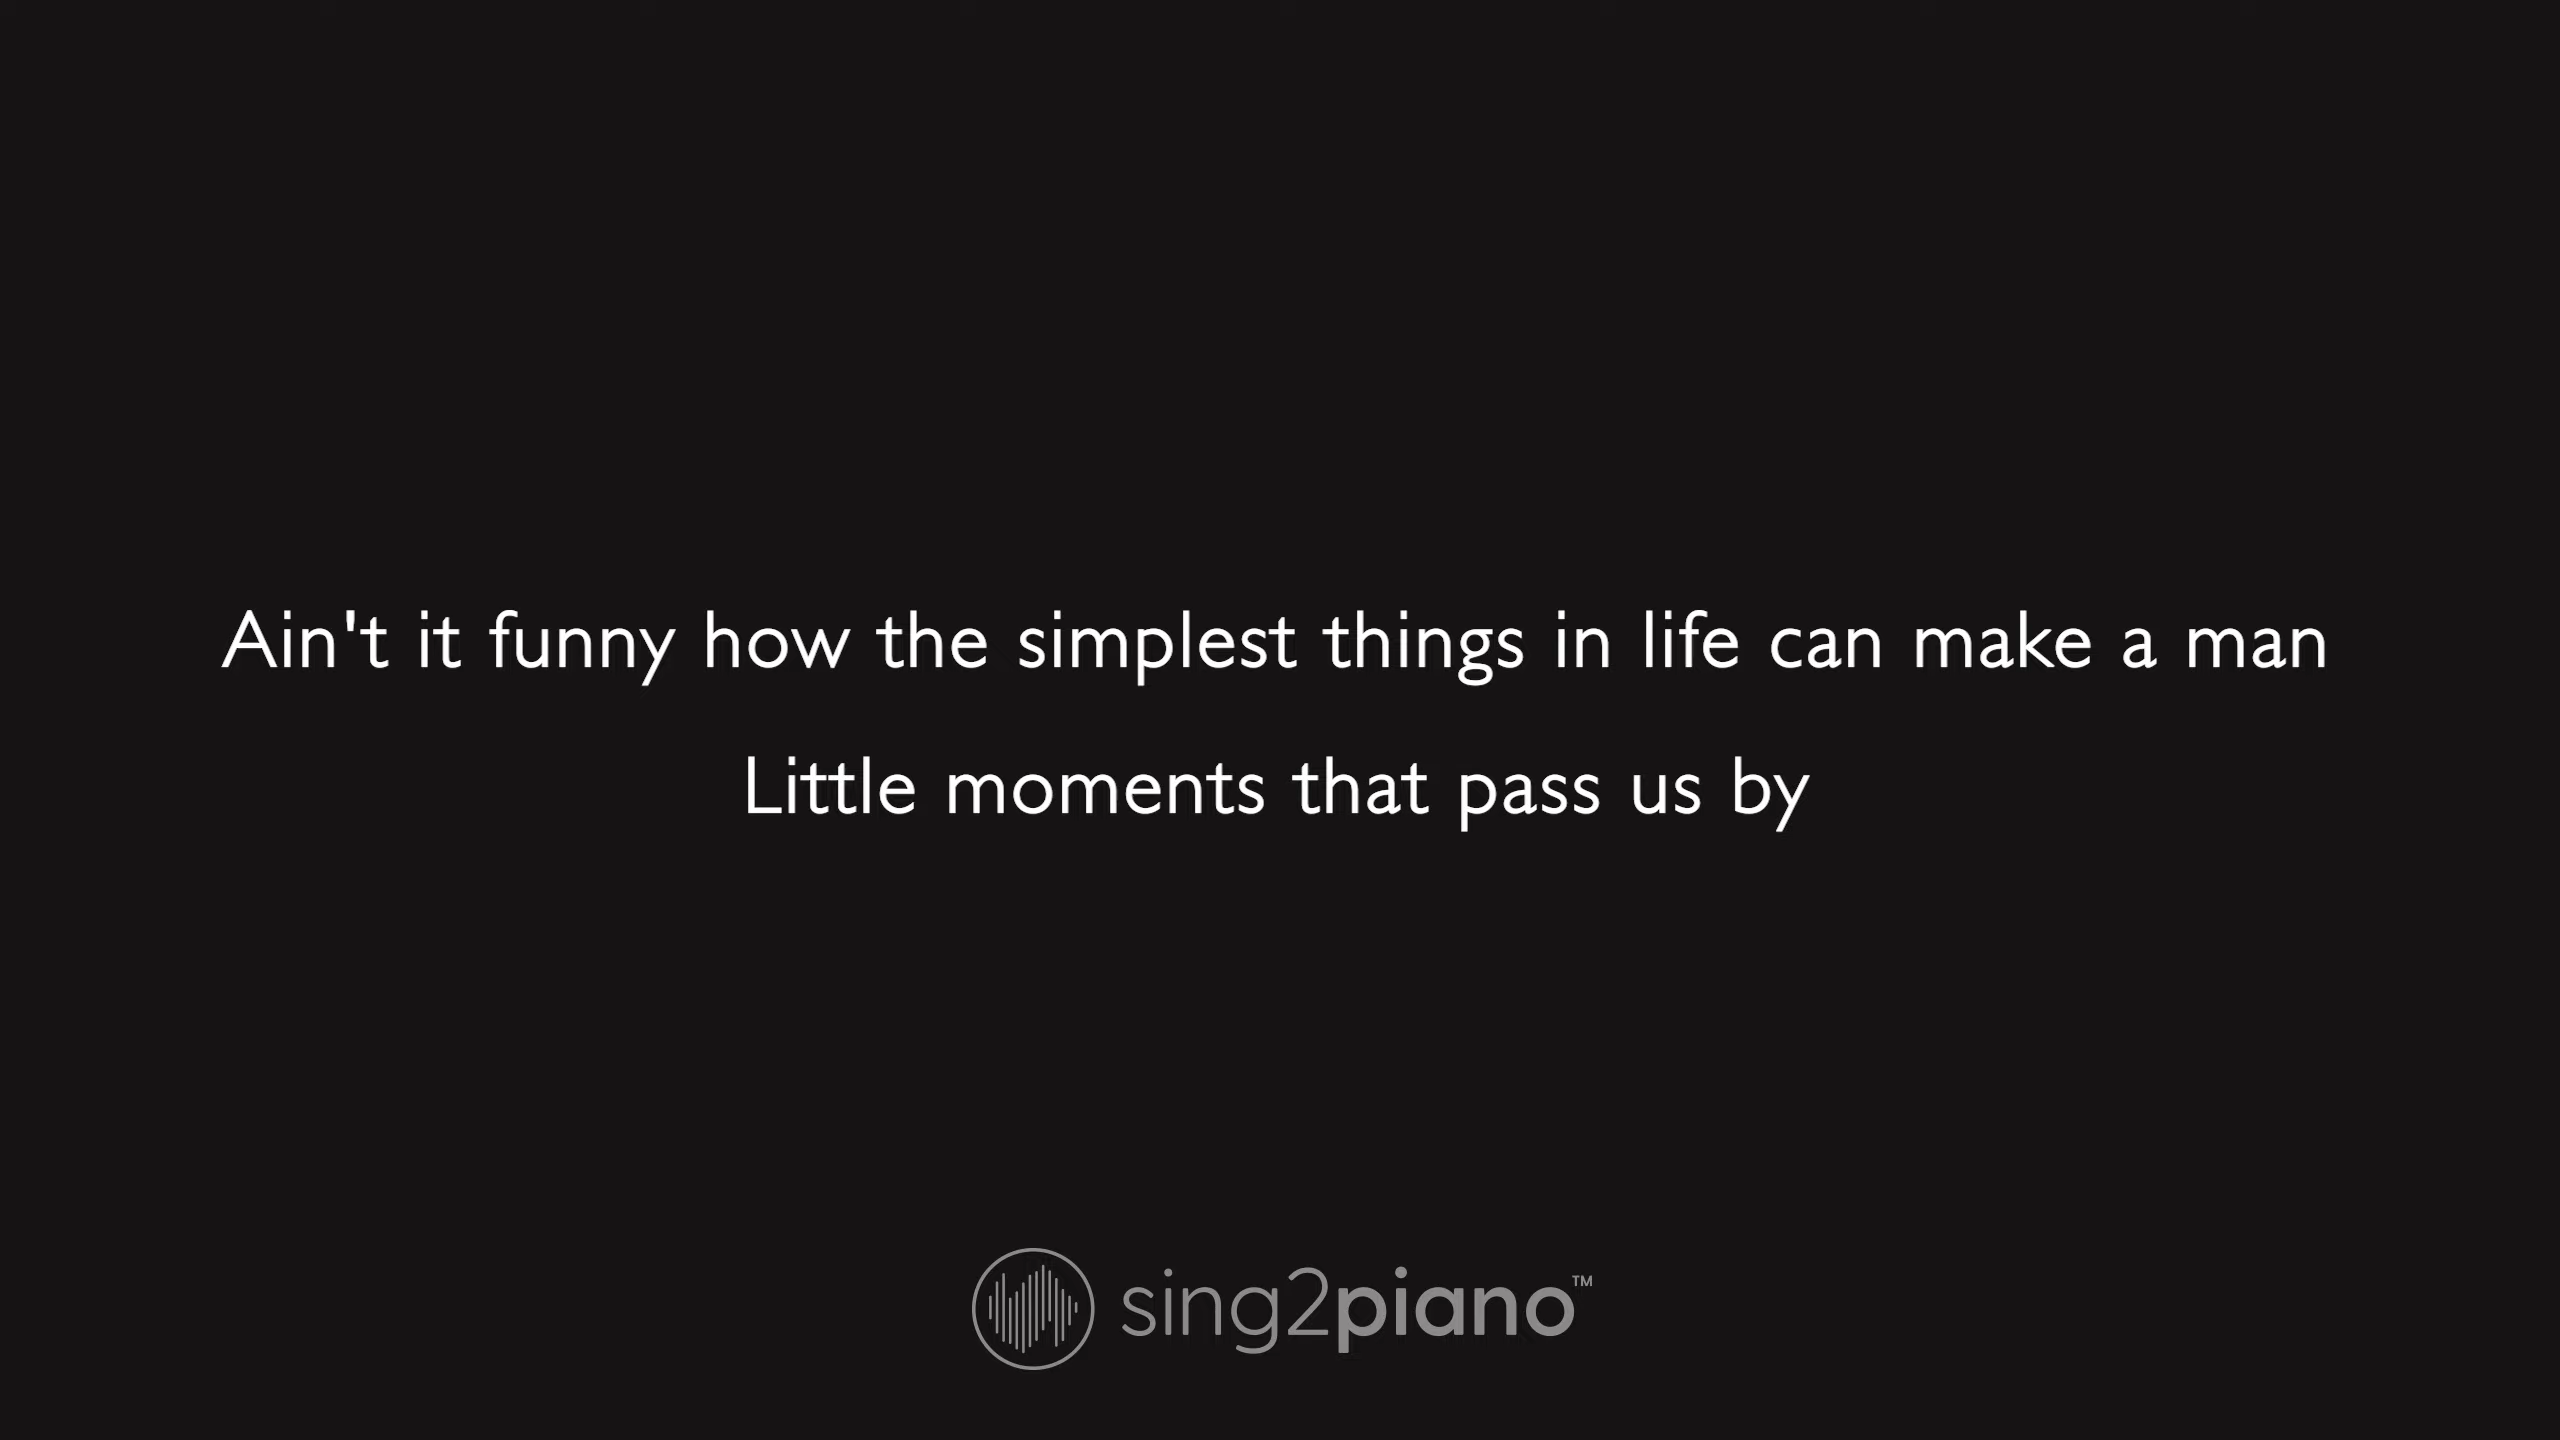 Ain't it funny how the simplest things in life can make a man
Little moments that pass us by
sing2piano™